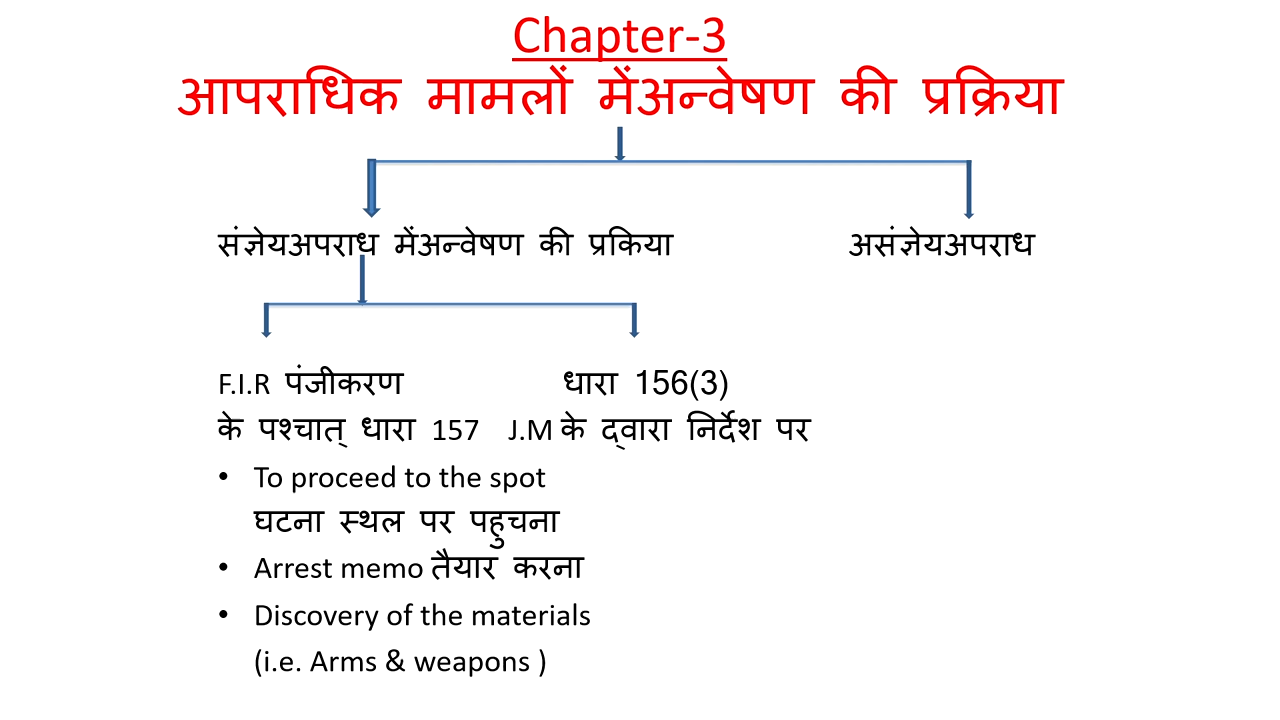 Chapter-3
आपराधिक मामलों मेंअन्वेषण की प्रक्रिया
संज्ञेयअपराध मेंअन्वेषण की प्रकिया असंज्ञेयअपराध
F.I.R पंजीकरण धारा 156(3)
के पश्चात् धारा 157 J.M के द्वारा निर्देश पर
• To proceed to the spot
घटना स्थल पर पहुचना
• Arrest memo तैयार करना
• Discovery of the materials
(i.e. Arms & weapons )